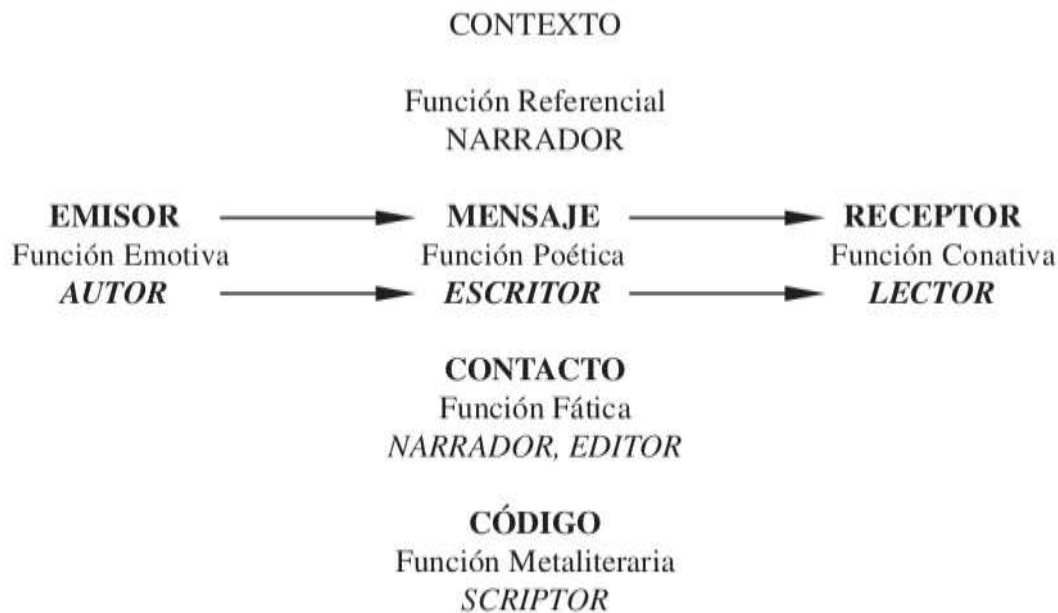 CONTEXTO
Función Referencial
NARRADOR
EMISOR MENSAJE RECEPTOR
Función Emotiva Función Poética Función Conativa
AUTOR ESCRITOR LECTOR
CONTACTO
Función Fática
NARRADOR, EDITOR
CÓDIGO
Función Metaliteraria
SCRIPTOR